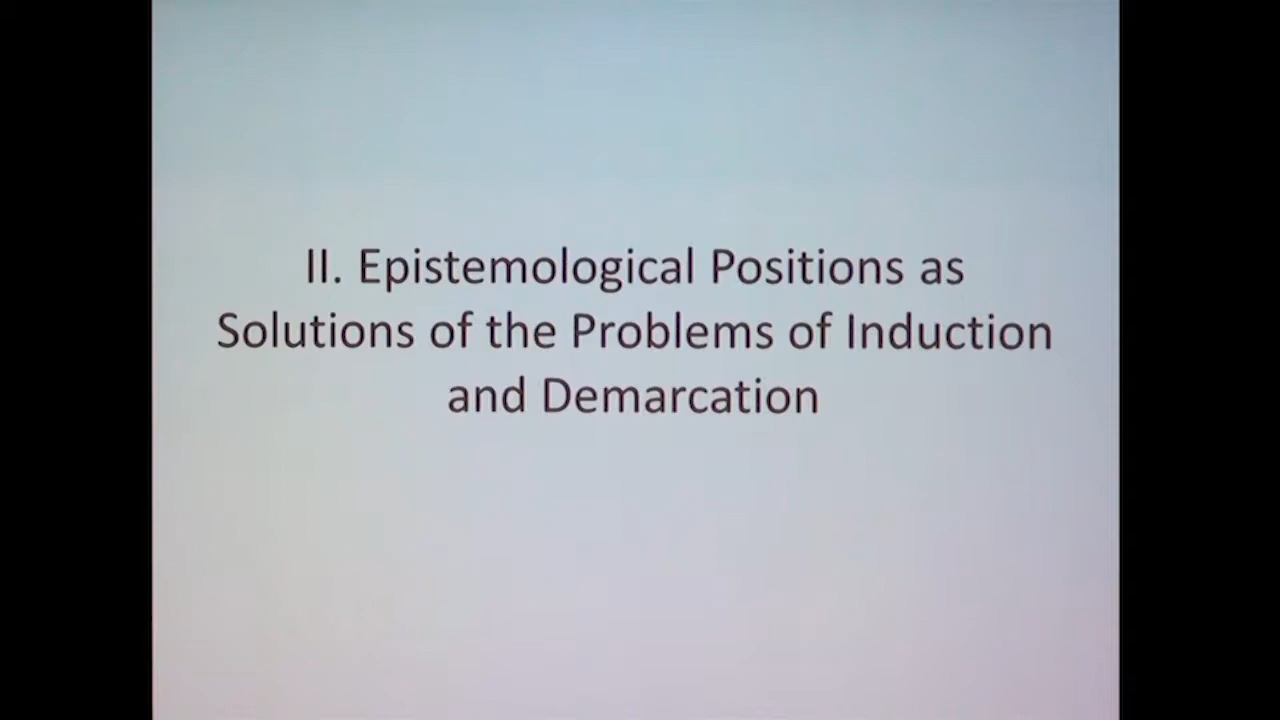 II. Epistemological Positions as
Solutions of the Problems of Induction
and Demarcation